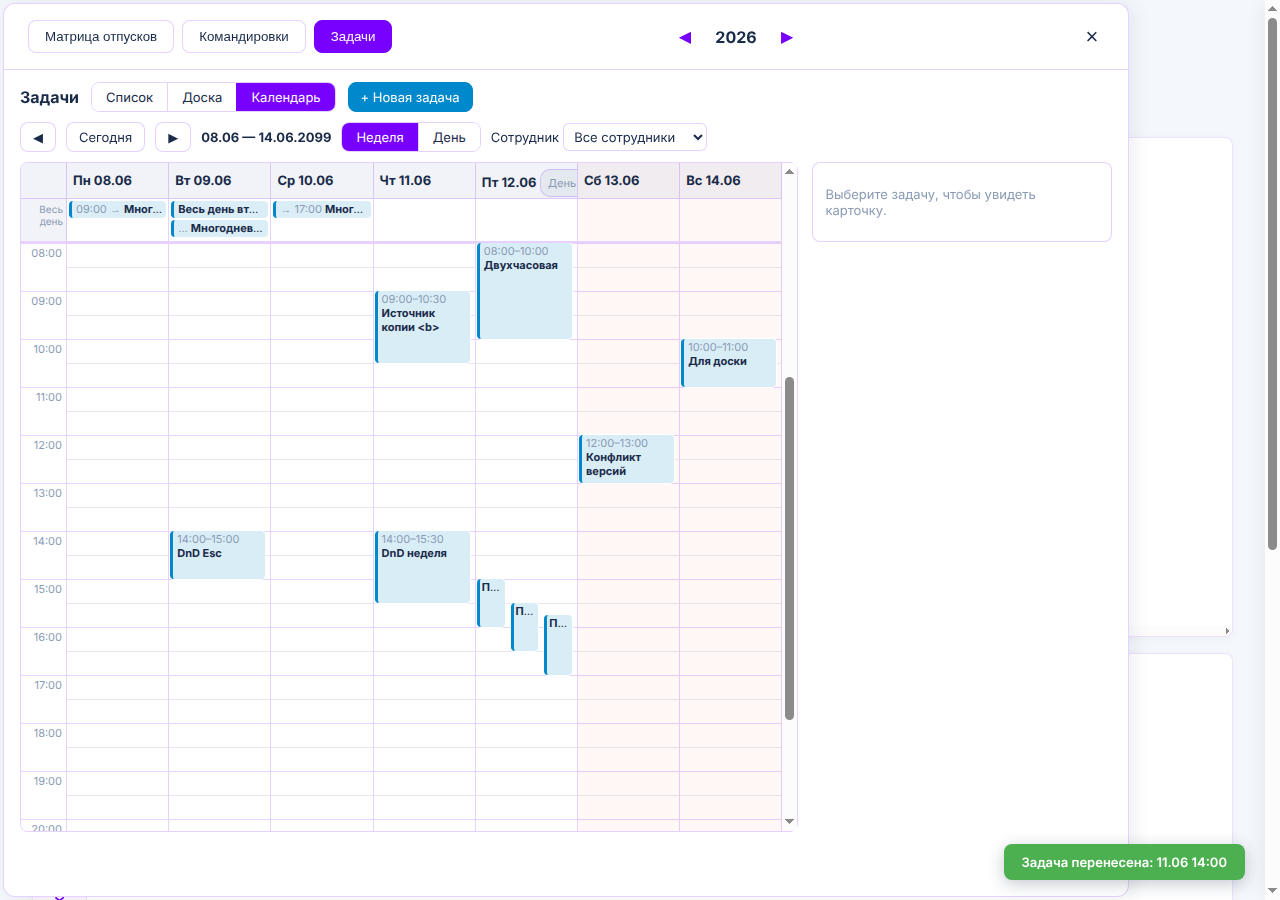 Матрица отпусков Командировки Задачи ◀ 2026 ▶ ×
Задачи Список Доска Календарь + Новая задача
◀ Сегодня ▶ 08.06 — 14.06.2099 Неделя День Сотрудник Все сотрудники
Пн 08.06 Вт 09.06 Ср 10.06 Чт 11.06 Пт 12.06 День Сб 13.06 Вс 14.06
Выберите задачу, чтобы увидеть
карточку.
Весь
день
09:00 → Мног...
Весь день вт...
... Многоднев...
→ 17:00 Мног...
08:00
09:00
10:00
11:00
12:00
13:00
14:00
15:00
16:00
17:00
18:00
19:00
20:00
14:00–15:00
DnD Esc
09:00–10:30
Источник
копии <b>
14:00–15:30
DnD неделя
08:00–10:00
Двухчасовая
П...
П...
П...
12:00–13:00
Конфликт
версий
10:00–11:00
Для доски
Задача перенесена: 11.06 14:00